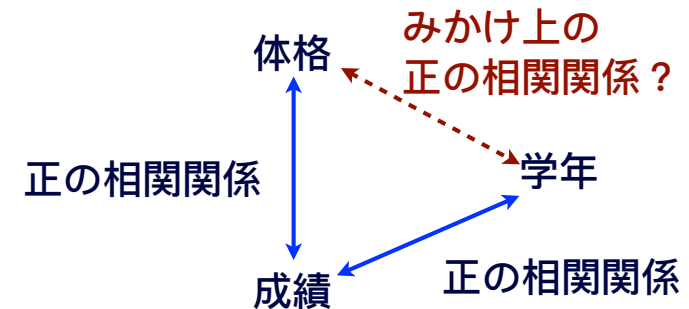 みかけ上の
正の相関関係？
体格
正の相関関係
学年
成績
正の相関関係